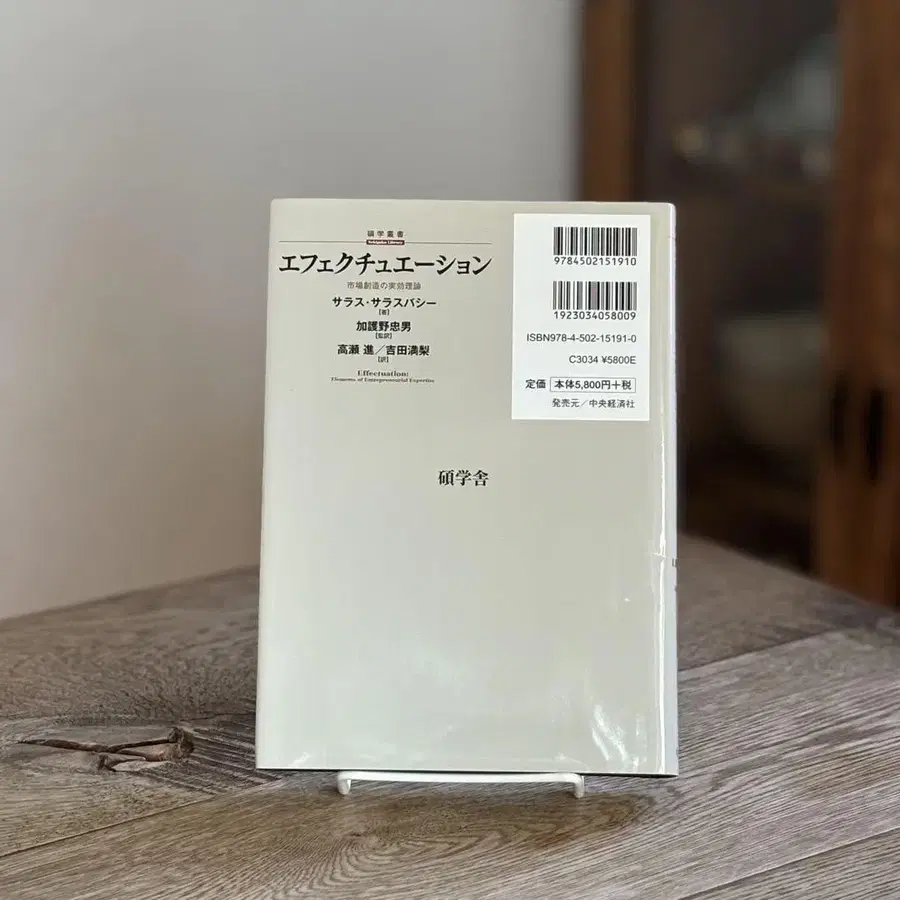 碩学叢書
Sekigaku Library
エフェクチュエーション
市場創造の実効理論
サラス・サラスバシー
[著]
加護野忠男
[監訳]
高瀬 進／吉田満梨
[訳]
Effectuation:
Elements of Entrepreneurial Expertise
9784502151910
1923034058009
ISBN978-4-502-15191-0
C3034 ¥5800E
定価 本体5,800円+税
発売元／中央経済社
碩学舎